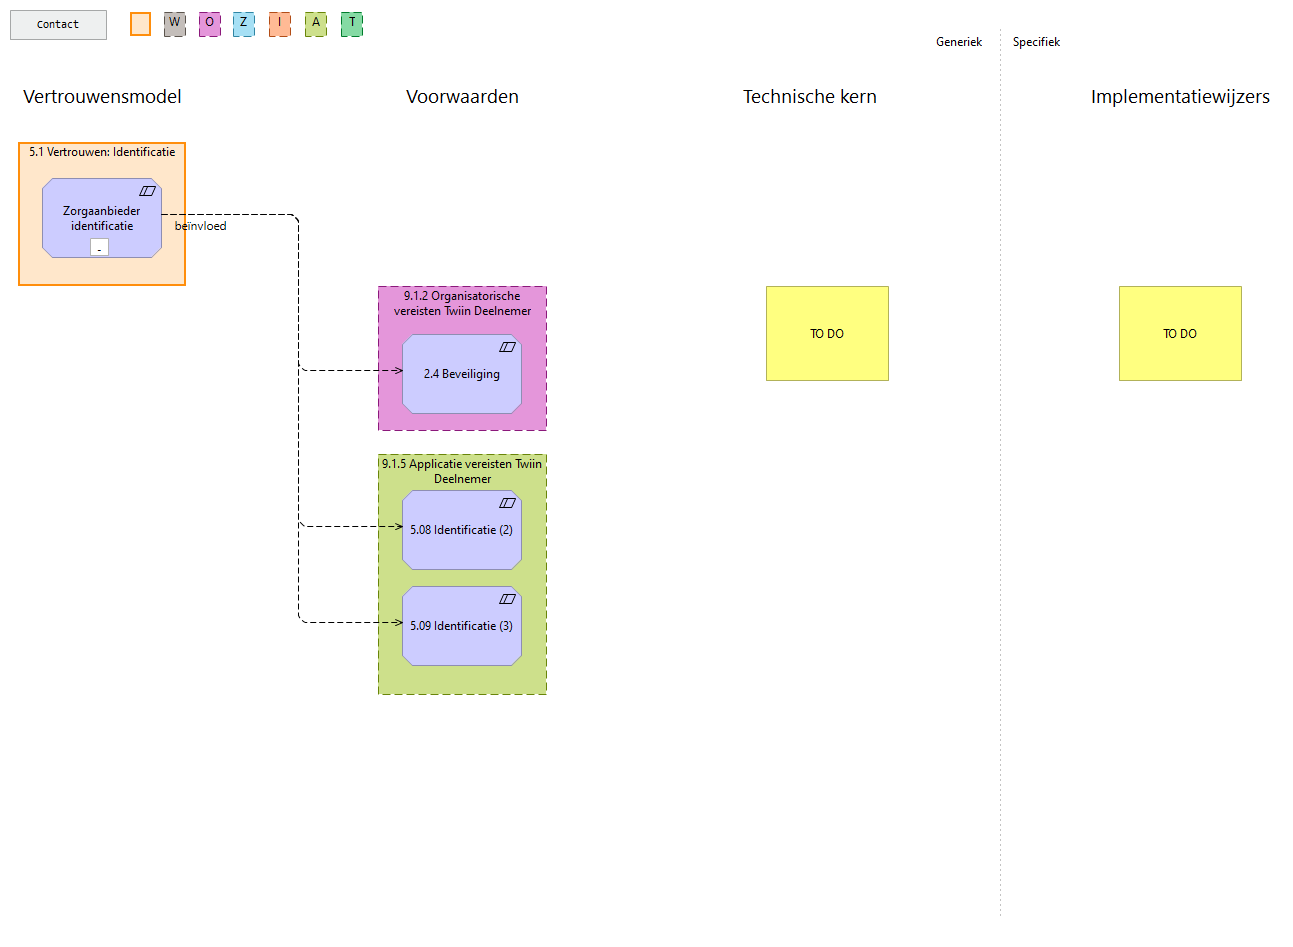 Contact
W O Z I A T
Generiek
Specifiek
Vertrouwensmodel
Voorwaarden
Technische kern
Implementatiewijzers
5.1 Vertrouwen: Identificatie
Zorgaanbieder
identificatie
-
beïnvloed
9.1.2 Organisatorische
vereisten Twiin Deelnemer
2.4 Beveiliging
TO DO
TO DO
9.1.5 Applicatie vereisten Twiin
Deelnemer
5.08 Identificatie (2)
5.09 Identificatie (3)